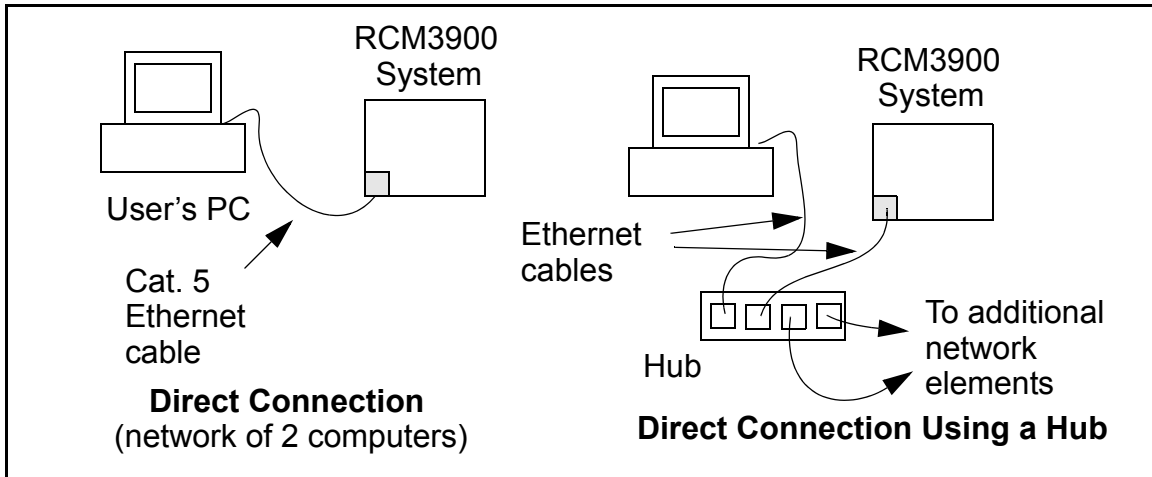 RCM3900
System
User's PC
Cat. 5
Ethernet
cable
Direct Connection
(network of 2 computers)
RCM3900
System
Ethernet
cables
Hub
To additional
network
elements
Direct Connection Using a Hub